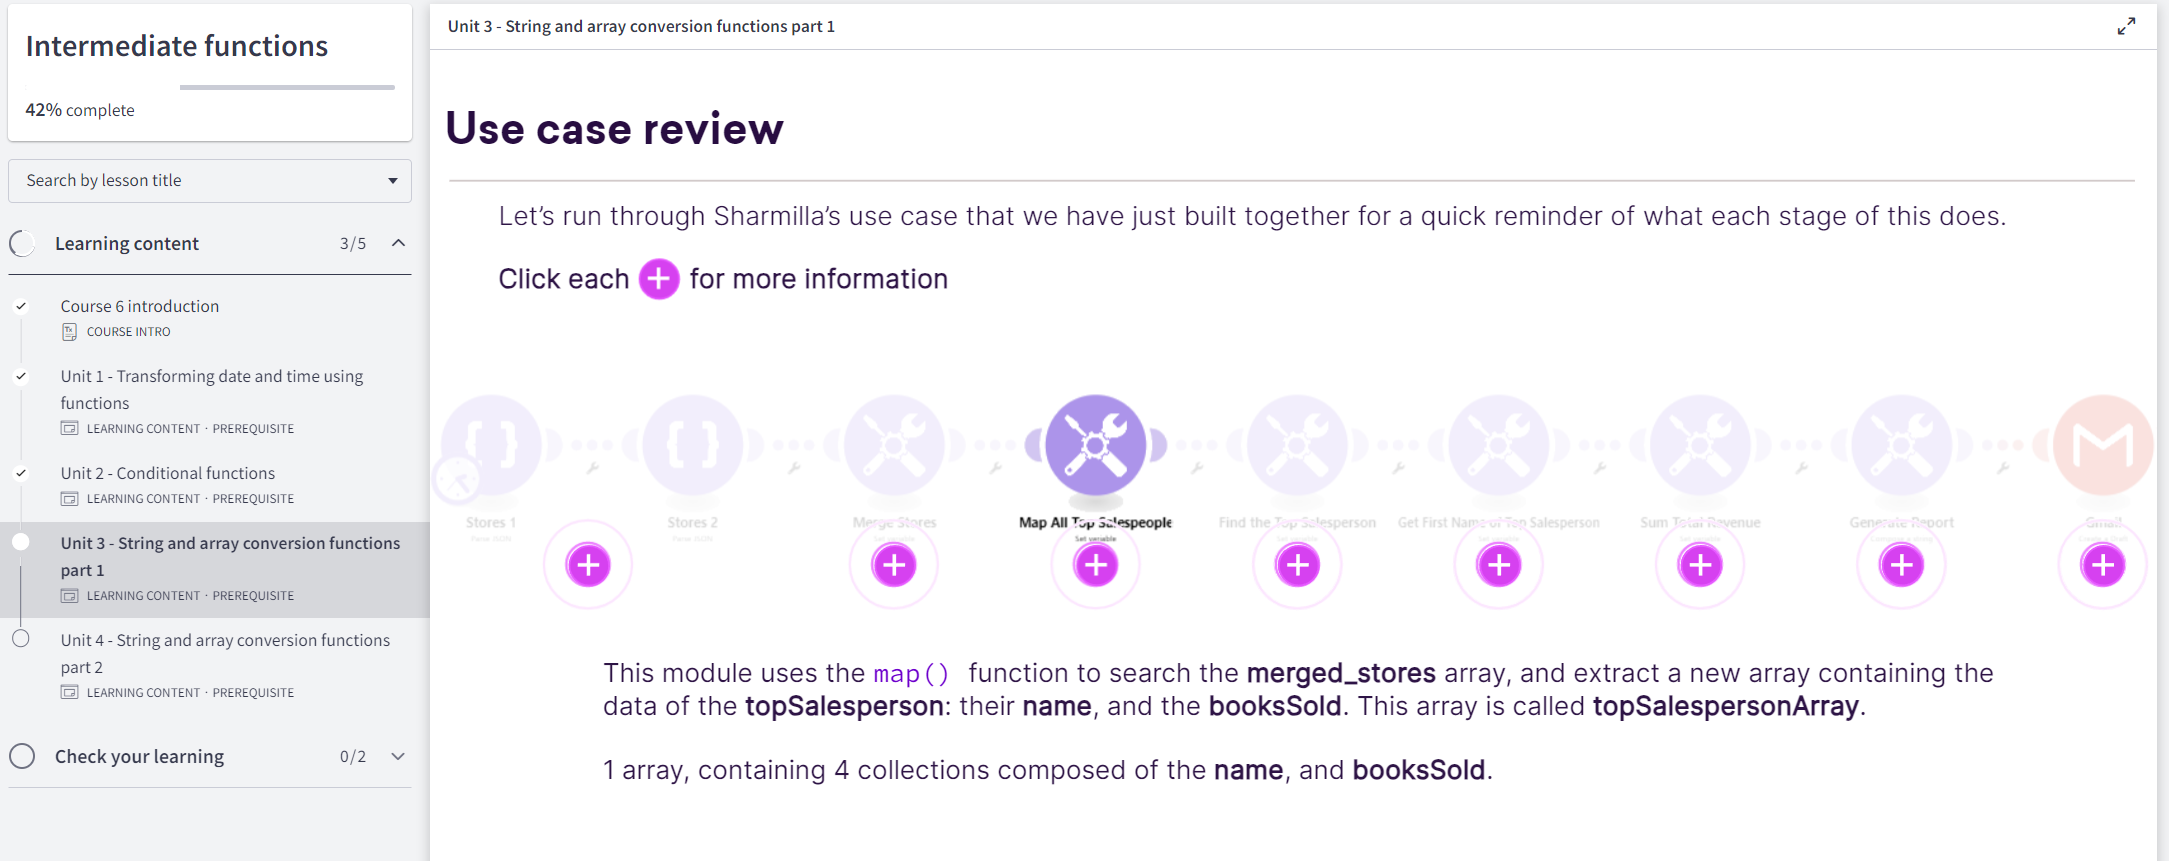 Intermediate functions
42% complete
Search by lesson title
Learning content 3/5
Course 6 introduction
COURSE INTRO
Unit 1 - Transforming date and time using
functions
LEARNING CONTENT · PREREQUISITE
Unit 2 - Conditional functions
LEARNING CONTENT · PREREQUISITE
Unit 3 - String and array conversion functions
part 1
LEARNING CONTENT · PREREQUISITE
Unit 4 - String and array conversion functions
part 2
LEARNING CONTENT · PREREQUISITE
Check your learning 0/2
Unit 3 - String and array conversion functions part 1
Use case review
Let's run through Sharmilla's use case that we have just built together for a quick reminder of what each stage of this does.
Click each + for more information
Stores 1 Stores 2 Merge Stores Map All Top Salespeople Find the Top Salesperson Get First Name of Top Salesperson Sum Total Revenue Generate Report Gmail
Parse JSON Parse JSON Set variable Set variable
This module uses the map() function to search the merged_stores array, and extract a new array containing the
data of the topSalesperson: their name, and the booksSold. This array is called topSalespersonArray.
1 array, containing 4 collections composed of the name, and booksSold.